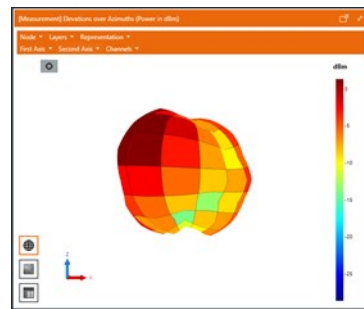 [Measurement] Elevations over Azimuths (Power in dBm)
Node Layers Representation
First Axis Second Axis Channels
dBm
0
-5
-10
-15
-20
-25
Z
X